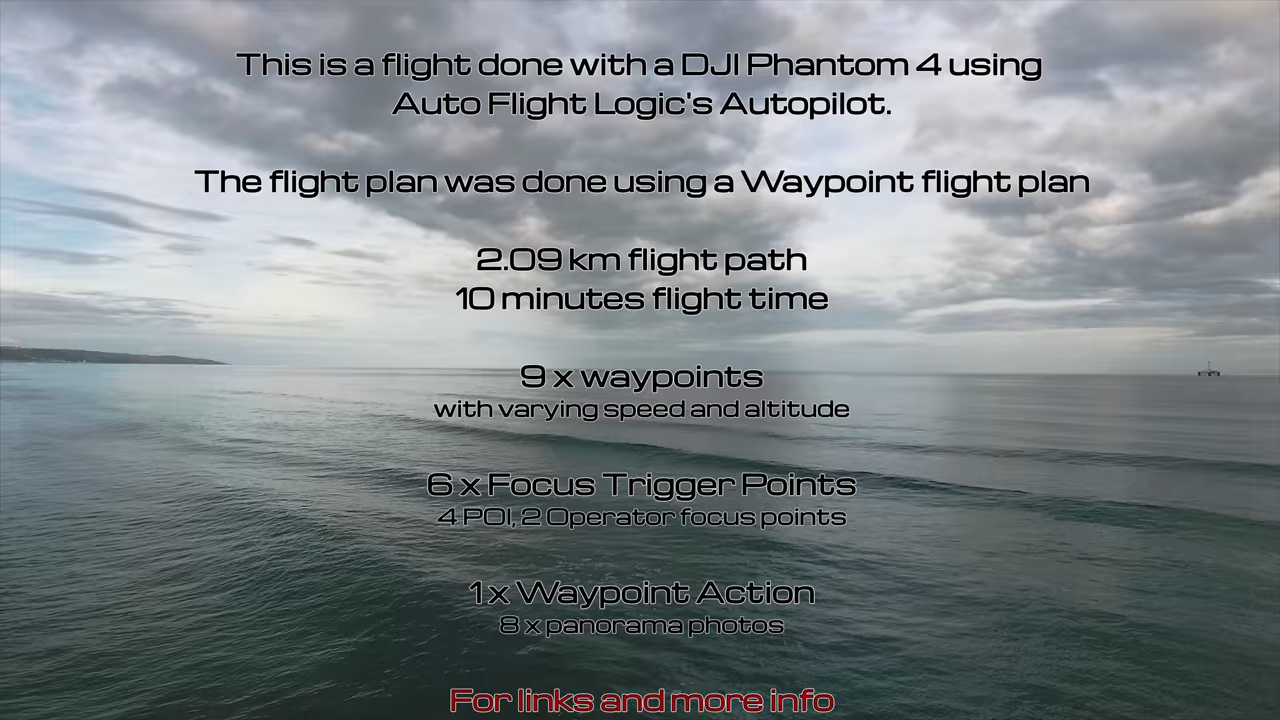 This is a flight done with a DJI Phantom 4 using
Auto Flight Logic's Autopilot.
The flight plan was done using a Waypoint flight plan
2.09 km flight path
10 minutes flight time
9 x waypoints
with varying speed and altitude
6 x Focus Trigger Points
4 POI, 2 Operator focus points
1 x Waypoint Action
8 x panorama photos
For links and more info